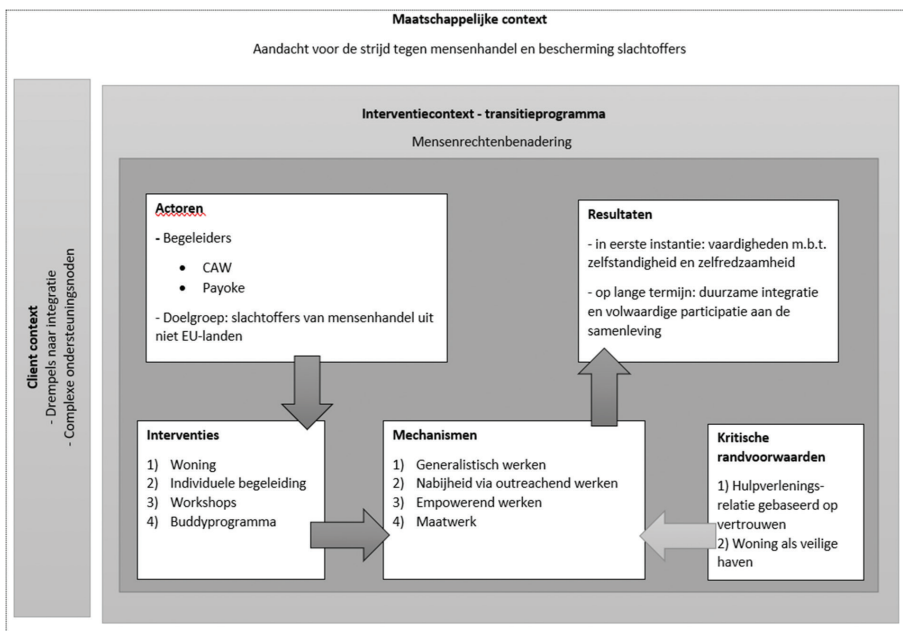 Maatschappelijke context
Aandacht voor de strijd tegen mensenhandel en bescherming slachtoffers
Client context
- Drempels naar integratie
- Complexe ondersteuningsnoden
Interventiecontext - transitieprogramma
Mensenrechtenbenadering
Actoren
- Begeleiders
• CAW
• Payoke
- Doelgroep: slachtoffers van mensenhandel uit
niet EU-landen
Resultaten
- in eerste instantie: vaardigheden m.b.t.
zelfstandigheid en zelfredzaamheid
- op lange termijn: duurzame integratie
en volwaardige participatie aan de
samenleving
Interventies
1) Woning
2) Individuele begeleiding
3) Workshops
4) Buddyprogramma
Mechanismen
1) Generalistisch werken
2) Nabijheid via outreachend werken
3) Empowerend werken
4) Maatwerk
Kritische
randvoorwaarden
1) Hulpverlenings-
relatie gebaseerd op
vertrouwen
2) Woning als veilige
haven